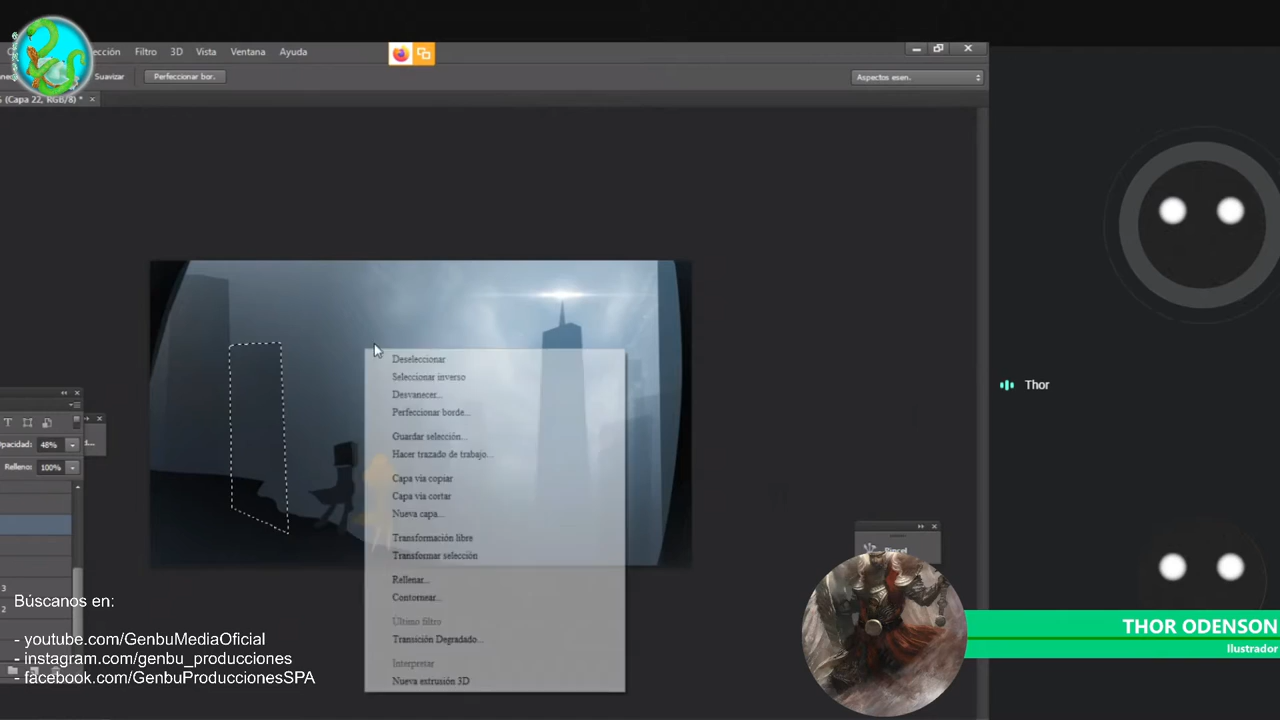 Filtro 3D Vista Ventana Ayuda
Suavizar Perfeccionar bor. Aspectos esen.
(Capa 22, RGB/8) *
Deseleccionar
Seleccionar inverso
Desvanecer...
Perfeccionar borde...
Guardar selección...
Hacer trazado de trabajo...
Capa vía copiar
Capa vía cortar
Nueva capa...
Transformación libre
Transformar selección
Rellenar...
Contornear...
Último filtro
Transición Degradado...
Interpretar
Nueva extrusión 3D
48%
Relleno: 100%
3
2
Thor
Pincel
Búscanos en:
- youtube.com/GenbuMediaOficial
- instagram.com/genbu_producciones
- facebook.com/GenbuProduccionesSPA
THOR ODENSON
Ilustrador